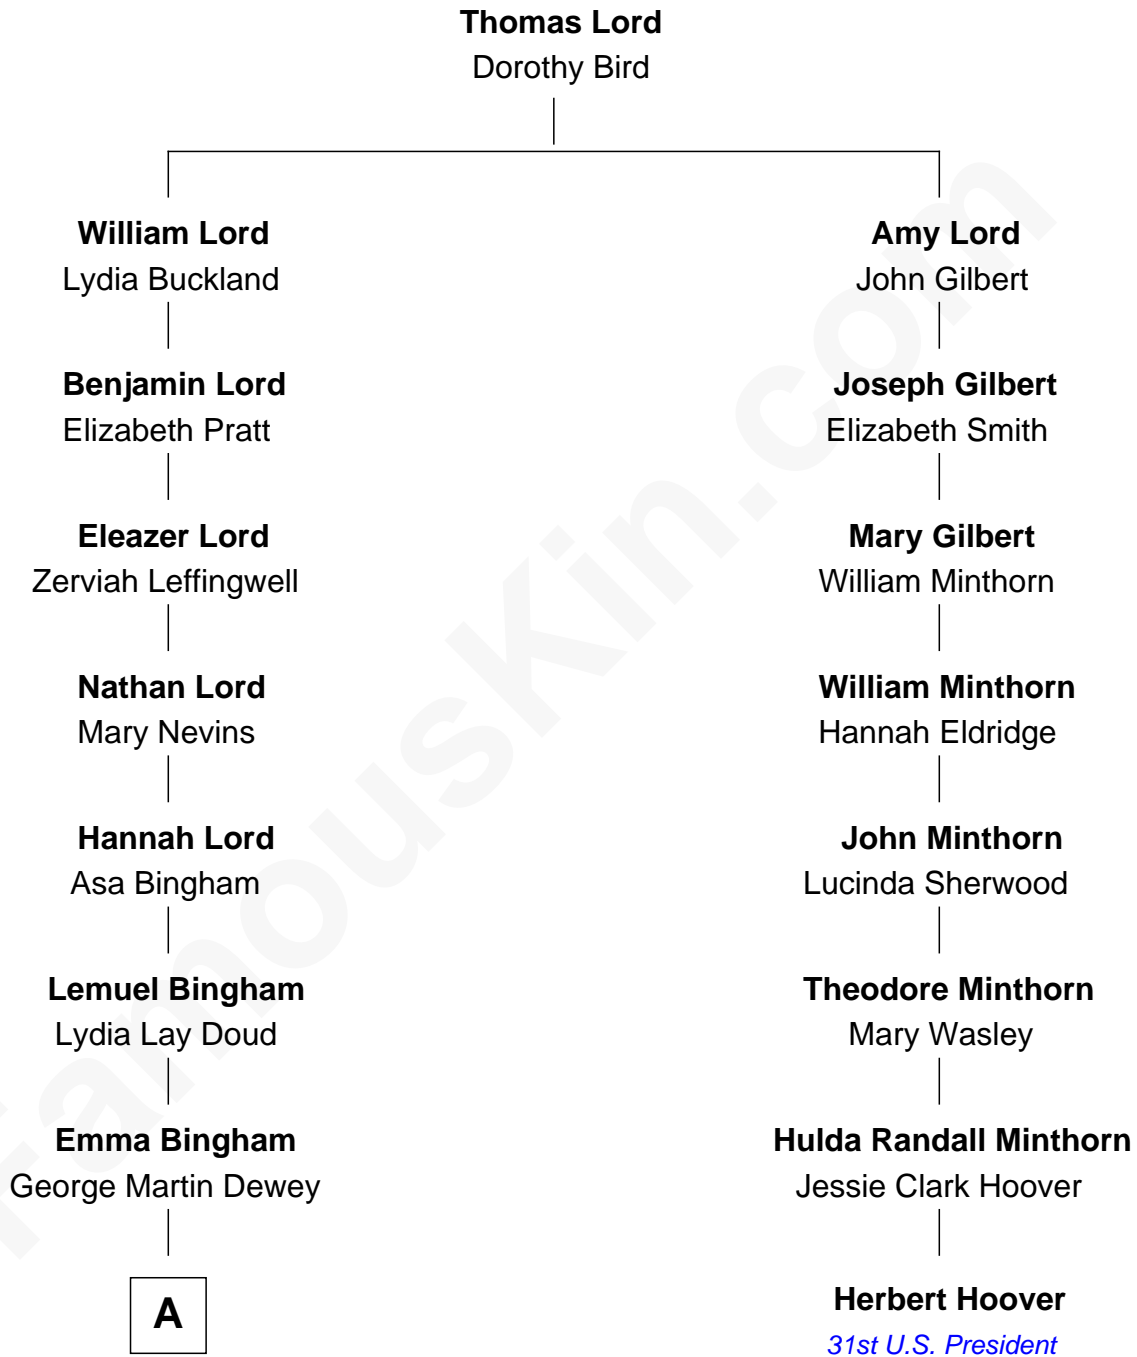 Thomas Lord
Dorothy Bird
William Lord
Lydia Buckland
Amy Lord
John Gilbert
Benjamin Lord
Elizabeth Pratt
Joseph Gilbert
Elizabeth Smith
Eleazer Lord
Zerviah Leffingwell
Mary Gilbert
William Minthorn
Nathan Lord
Mary Nevins
William Minthorn
Hannah Eldridge
Hannah Lord
Asa Bingham
John Minthorn
Lucinda Sherwood
Lemuel Bingham
Lydia Lay Doud
Theodore Minthorn
Mary Wasley
Emma Bingham
George Martin Dewey
Hulda Randall Minthorn
Jessie Clark Hoover
A
Herbert Hoover
31st U.S. President
FamousKin.com